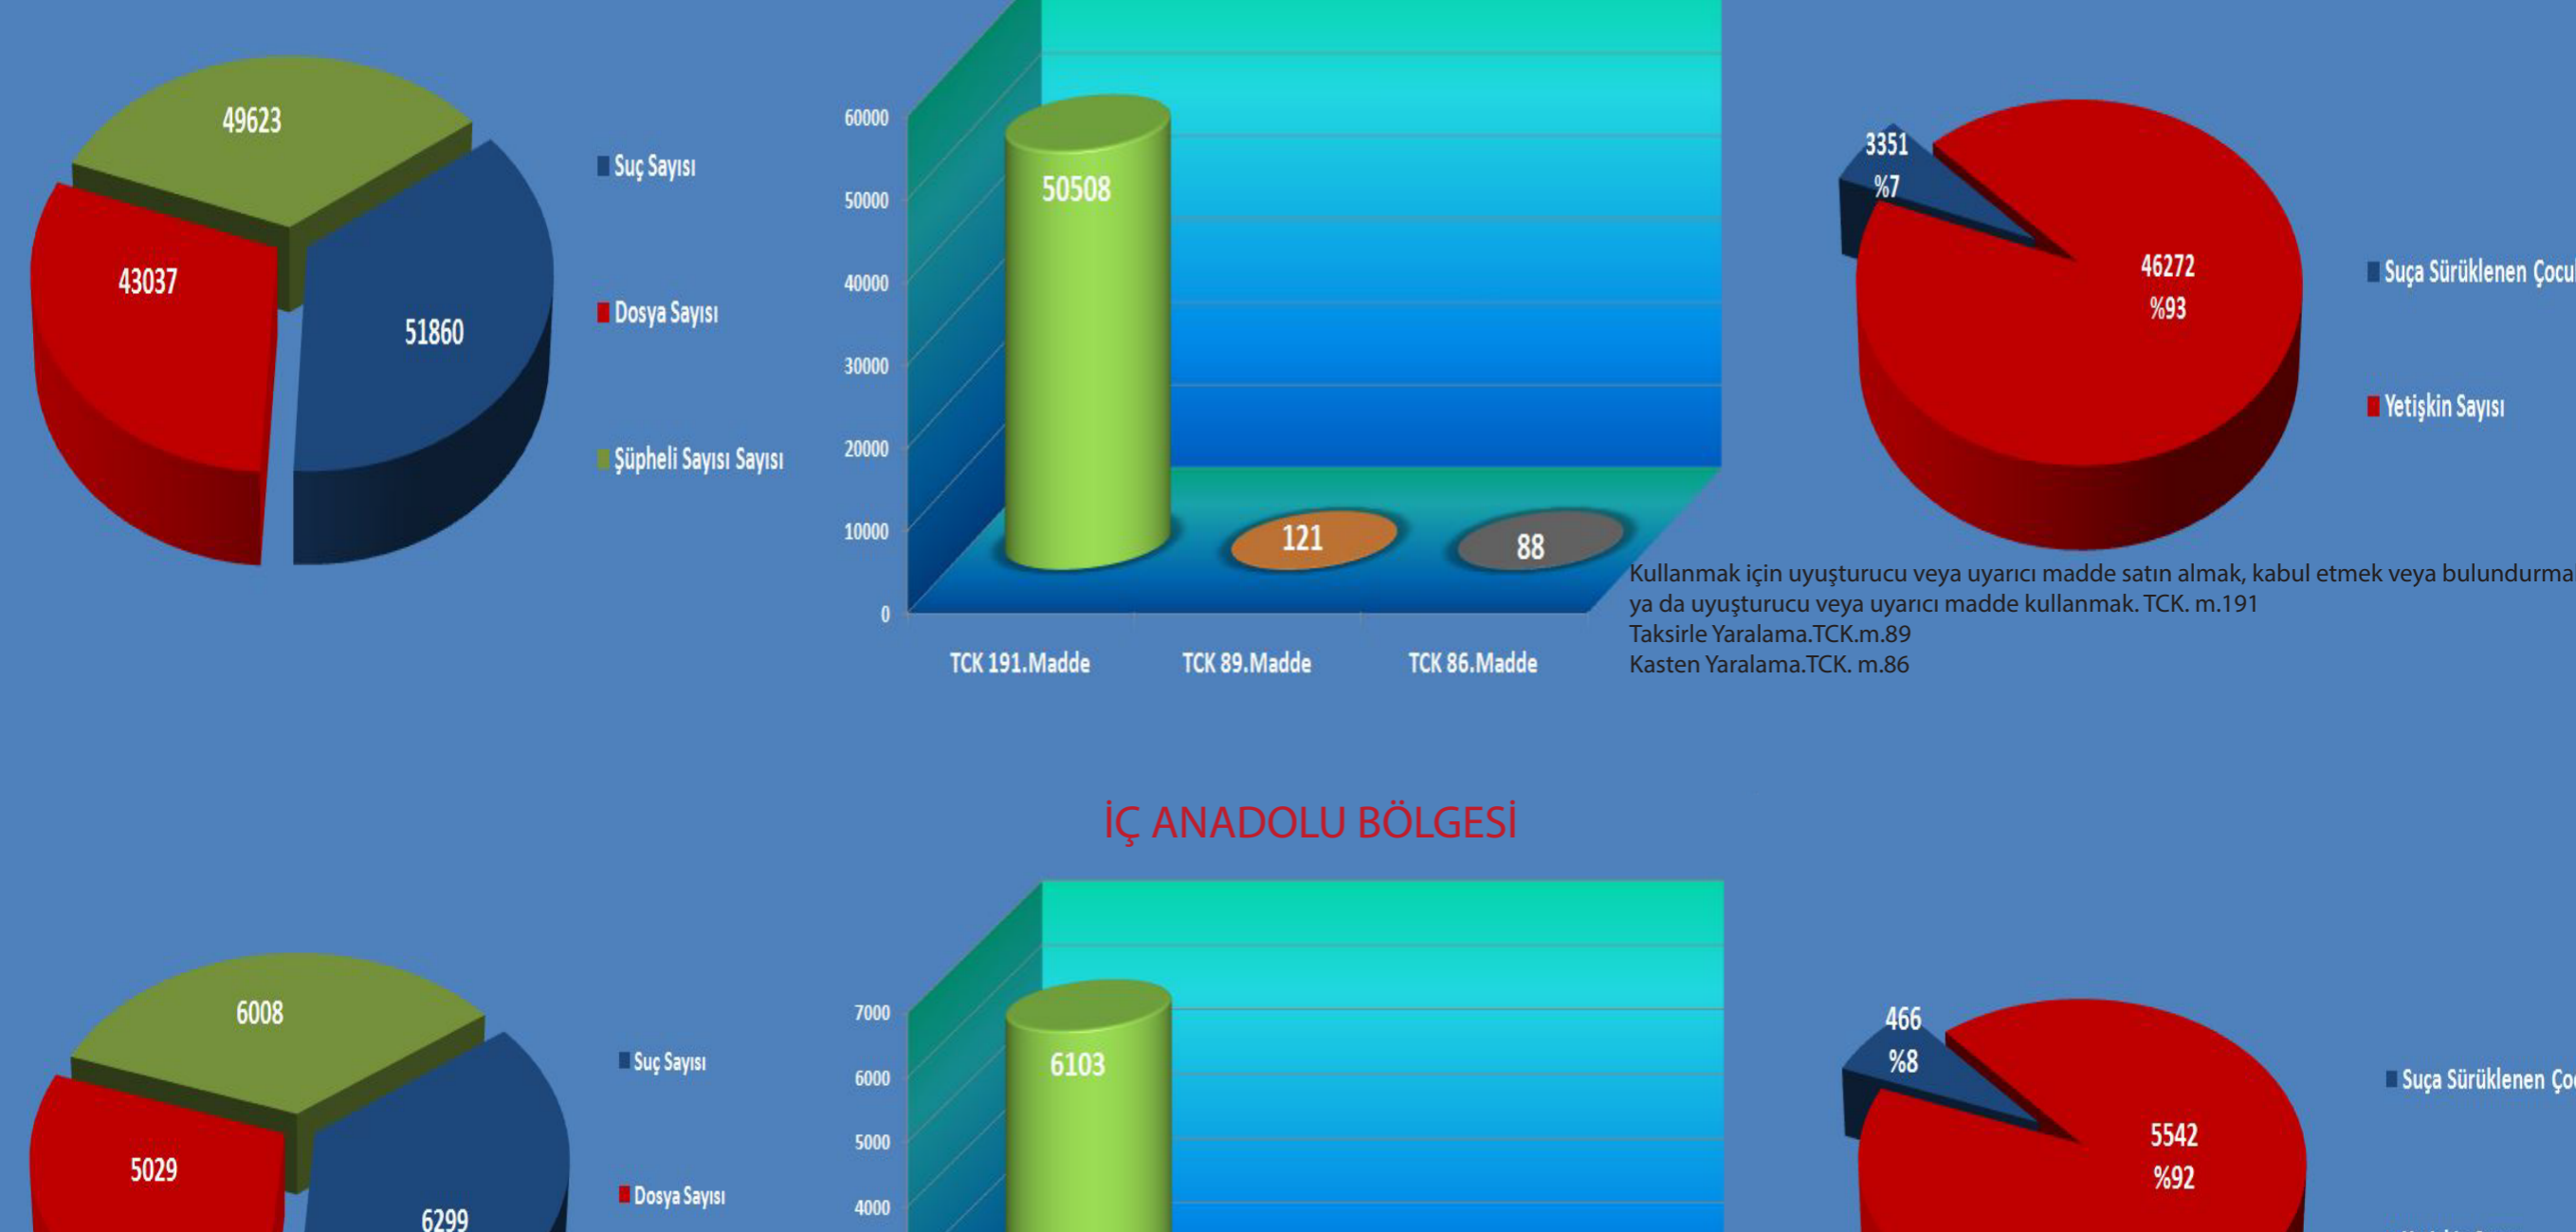 49623
43037
51860
Suç Sayısı
Dosya Sayısı
Şüpheli Sayısı Sayısı
60000
50000
40000
30000
20000
10000
0
50508
121
88
TCK 191.Madde
TCK 89.Madde
TCK 86.Madde
3351
%7
46272
%93
Suça Sürüklenen
Yetişkin Sayısı
Kullanmak için uyuşturucu veya uyarıcı madde satın almak, kabul etmek veya
ya da uyuşturucu veya uyarıcı madde kullanmak. TCK. m.191
Taksirle Yaralama.TCK.m.89
Kasten Yaralama.TCK. m.86
İÇ ANADOLU BÖLGESİ
6008
5029
6299
Suç Sayısı
Dosya Sayısı
7000
6000
5000
4000
6103
466
%8
5542
%92
Suça Sürüklenen